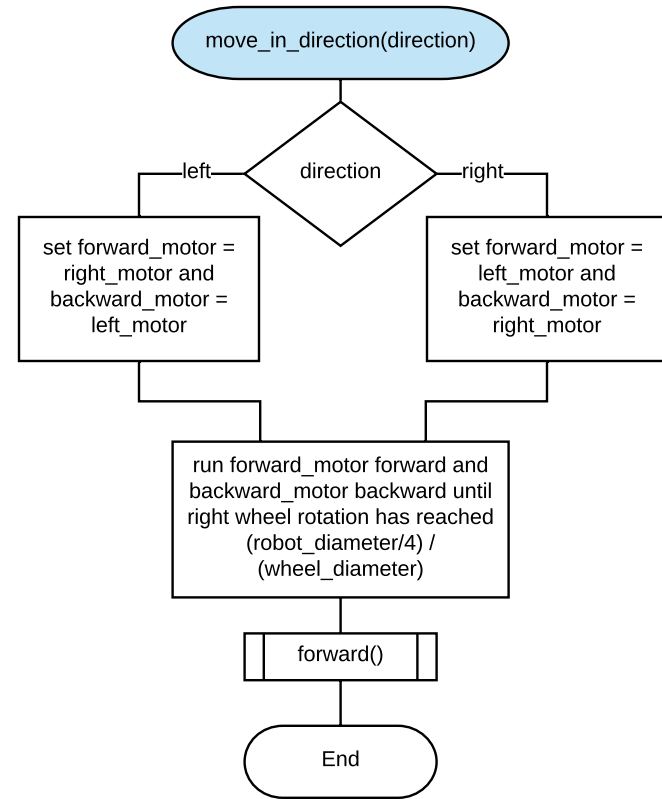 move_in_direction(direction)
direction
left
right
set forward_motor =
right_motor and
backward_motor =
left_motor
set forward_motor =
left_motor and
backward_motor =
right_motor
run forward_motor forward and
backward_motor backward until
right wheel rotation has reached
(robot_diameter/4) /
(wheel_diameter)
forward()
End